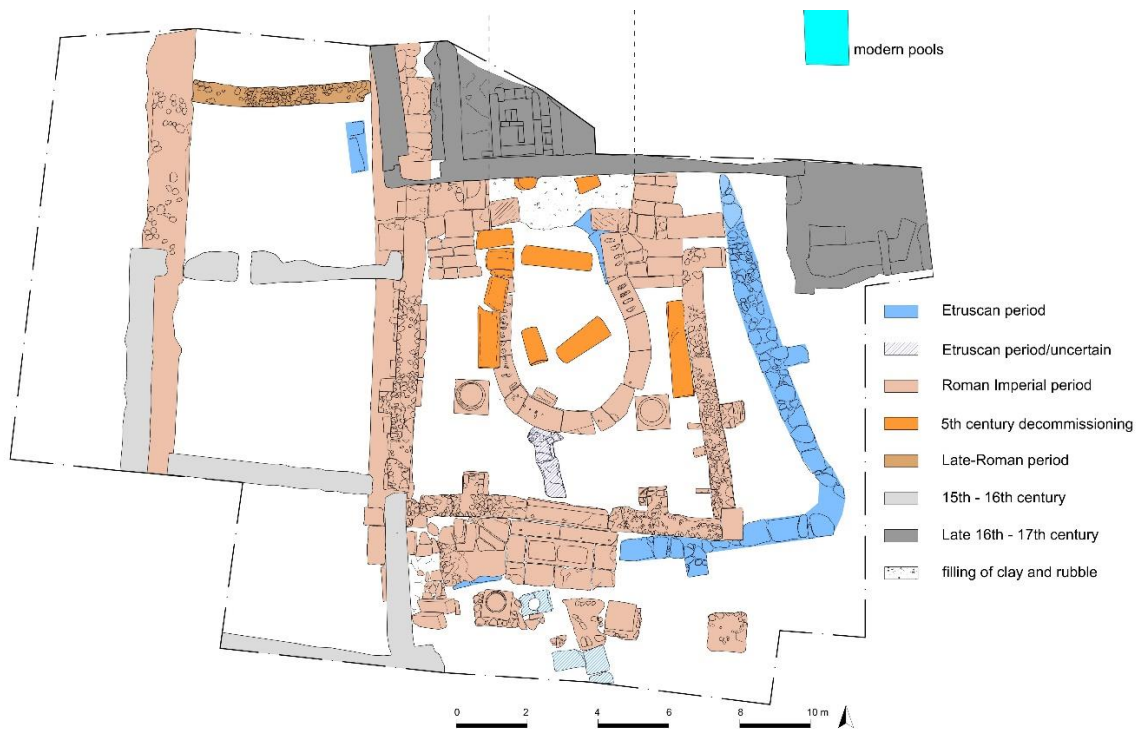 modern pools
Etruscan period
Etruscan period/uncertain
Roman Imperial period
5th century decommissioning
Late-Roman period
15th - 16th century
Late 16th - 17th century
filling of clay and rubble
0 2 4 6 8 10 m